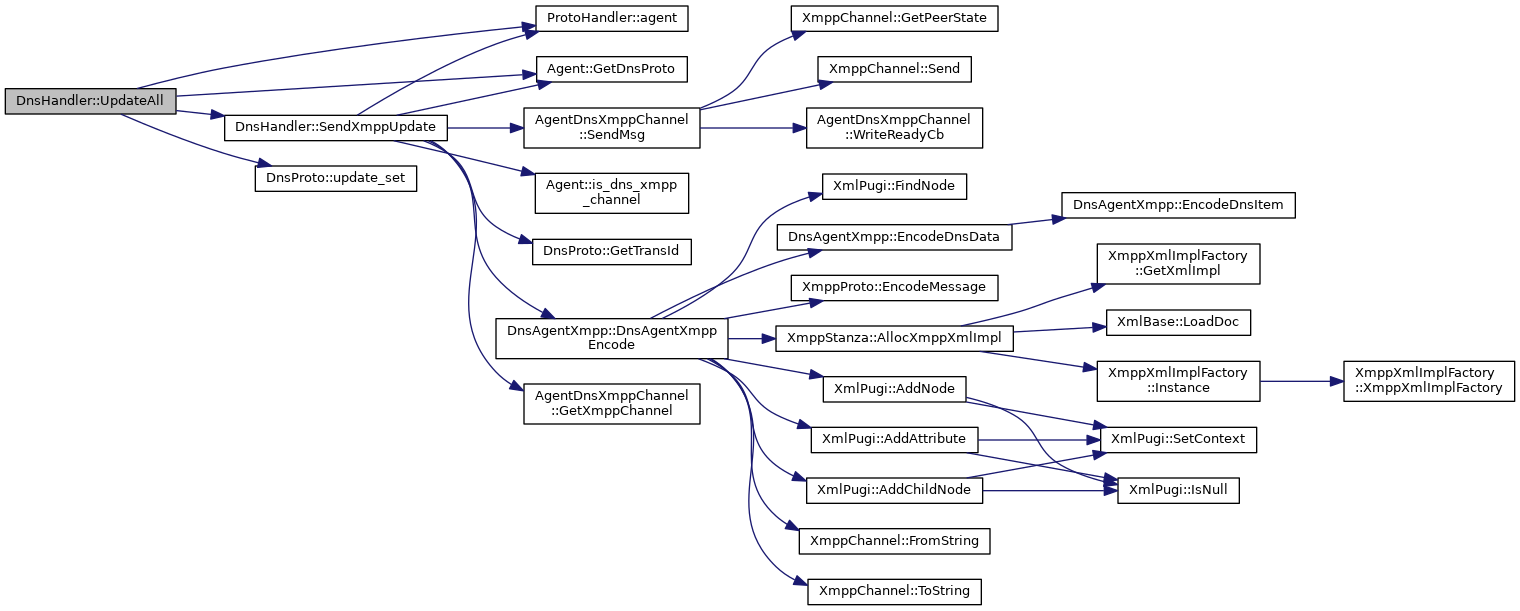 DnsHandler::UpdateAll
DnsHandler::SendXmppUpdate
DnsProto::update_set
ProtoHandler::agent
Agent::GetDnsProto
AgentDnsXmppChannel
::SendMsg
Agent::is_dns_xmpp
_channel
DnsProto::GetTransId
DnsAgentXmpp::DnsAgentXmpp
Encode
AgentDnsXmppChannel
::GetXmppChannel
XmppChannel::GetPeerState
XmppChannel::Send
AgentDnsXmppChannel
::WriteReadyCb
XmlPugi::FindNode
DnsAgentXmpp::EncodeDnsData
XmppProto::EncodeMessage
XmppStanza::AllocXmppXmlImpl
XmlPugi::AddNode
XmlPugi::AddAttribute
XmlPugi::AddChildNode
XmppChannel::FromString
XmppChannel::ToString
DnsAgentXmpp::EncodeDnsItem
XmppXmlImplFactory
::GetXmlImpl
XmlBase::LoadDoc
XmppXmlImplFactory
::Instance
XmlPugi::SetContext
XmlPugi::IsNull
XmppXmlImplFactory
::XmppXmlImplFactory